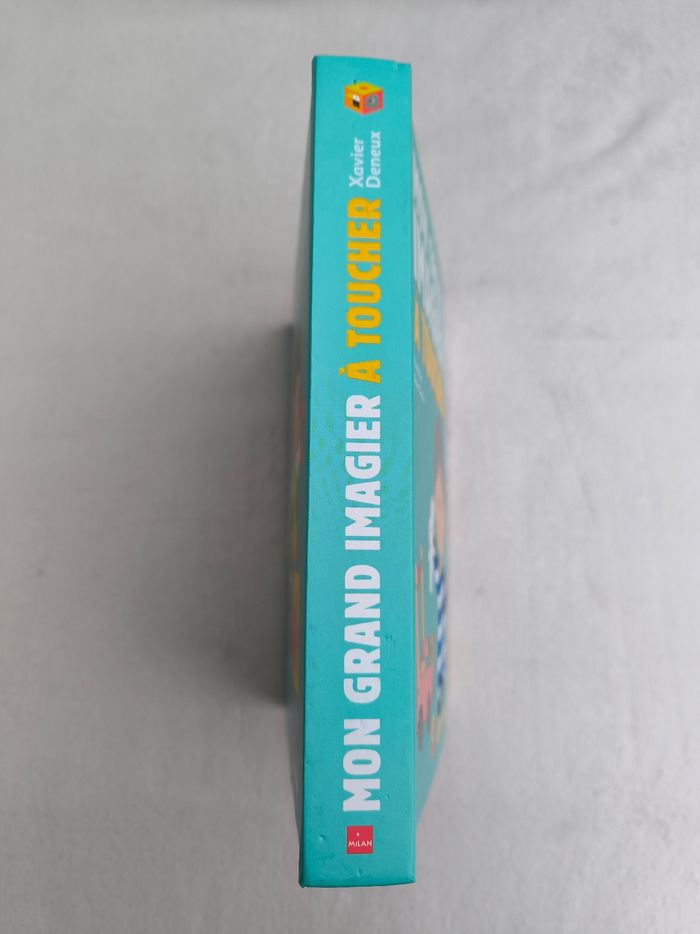 MON GRAND IMAGIER À TOUCHER
Xavier
Deneux
MiLAN